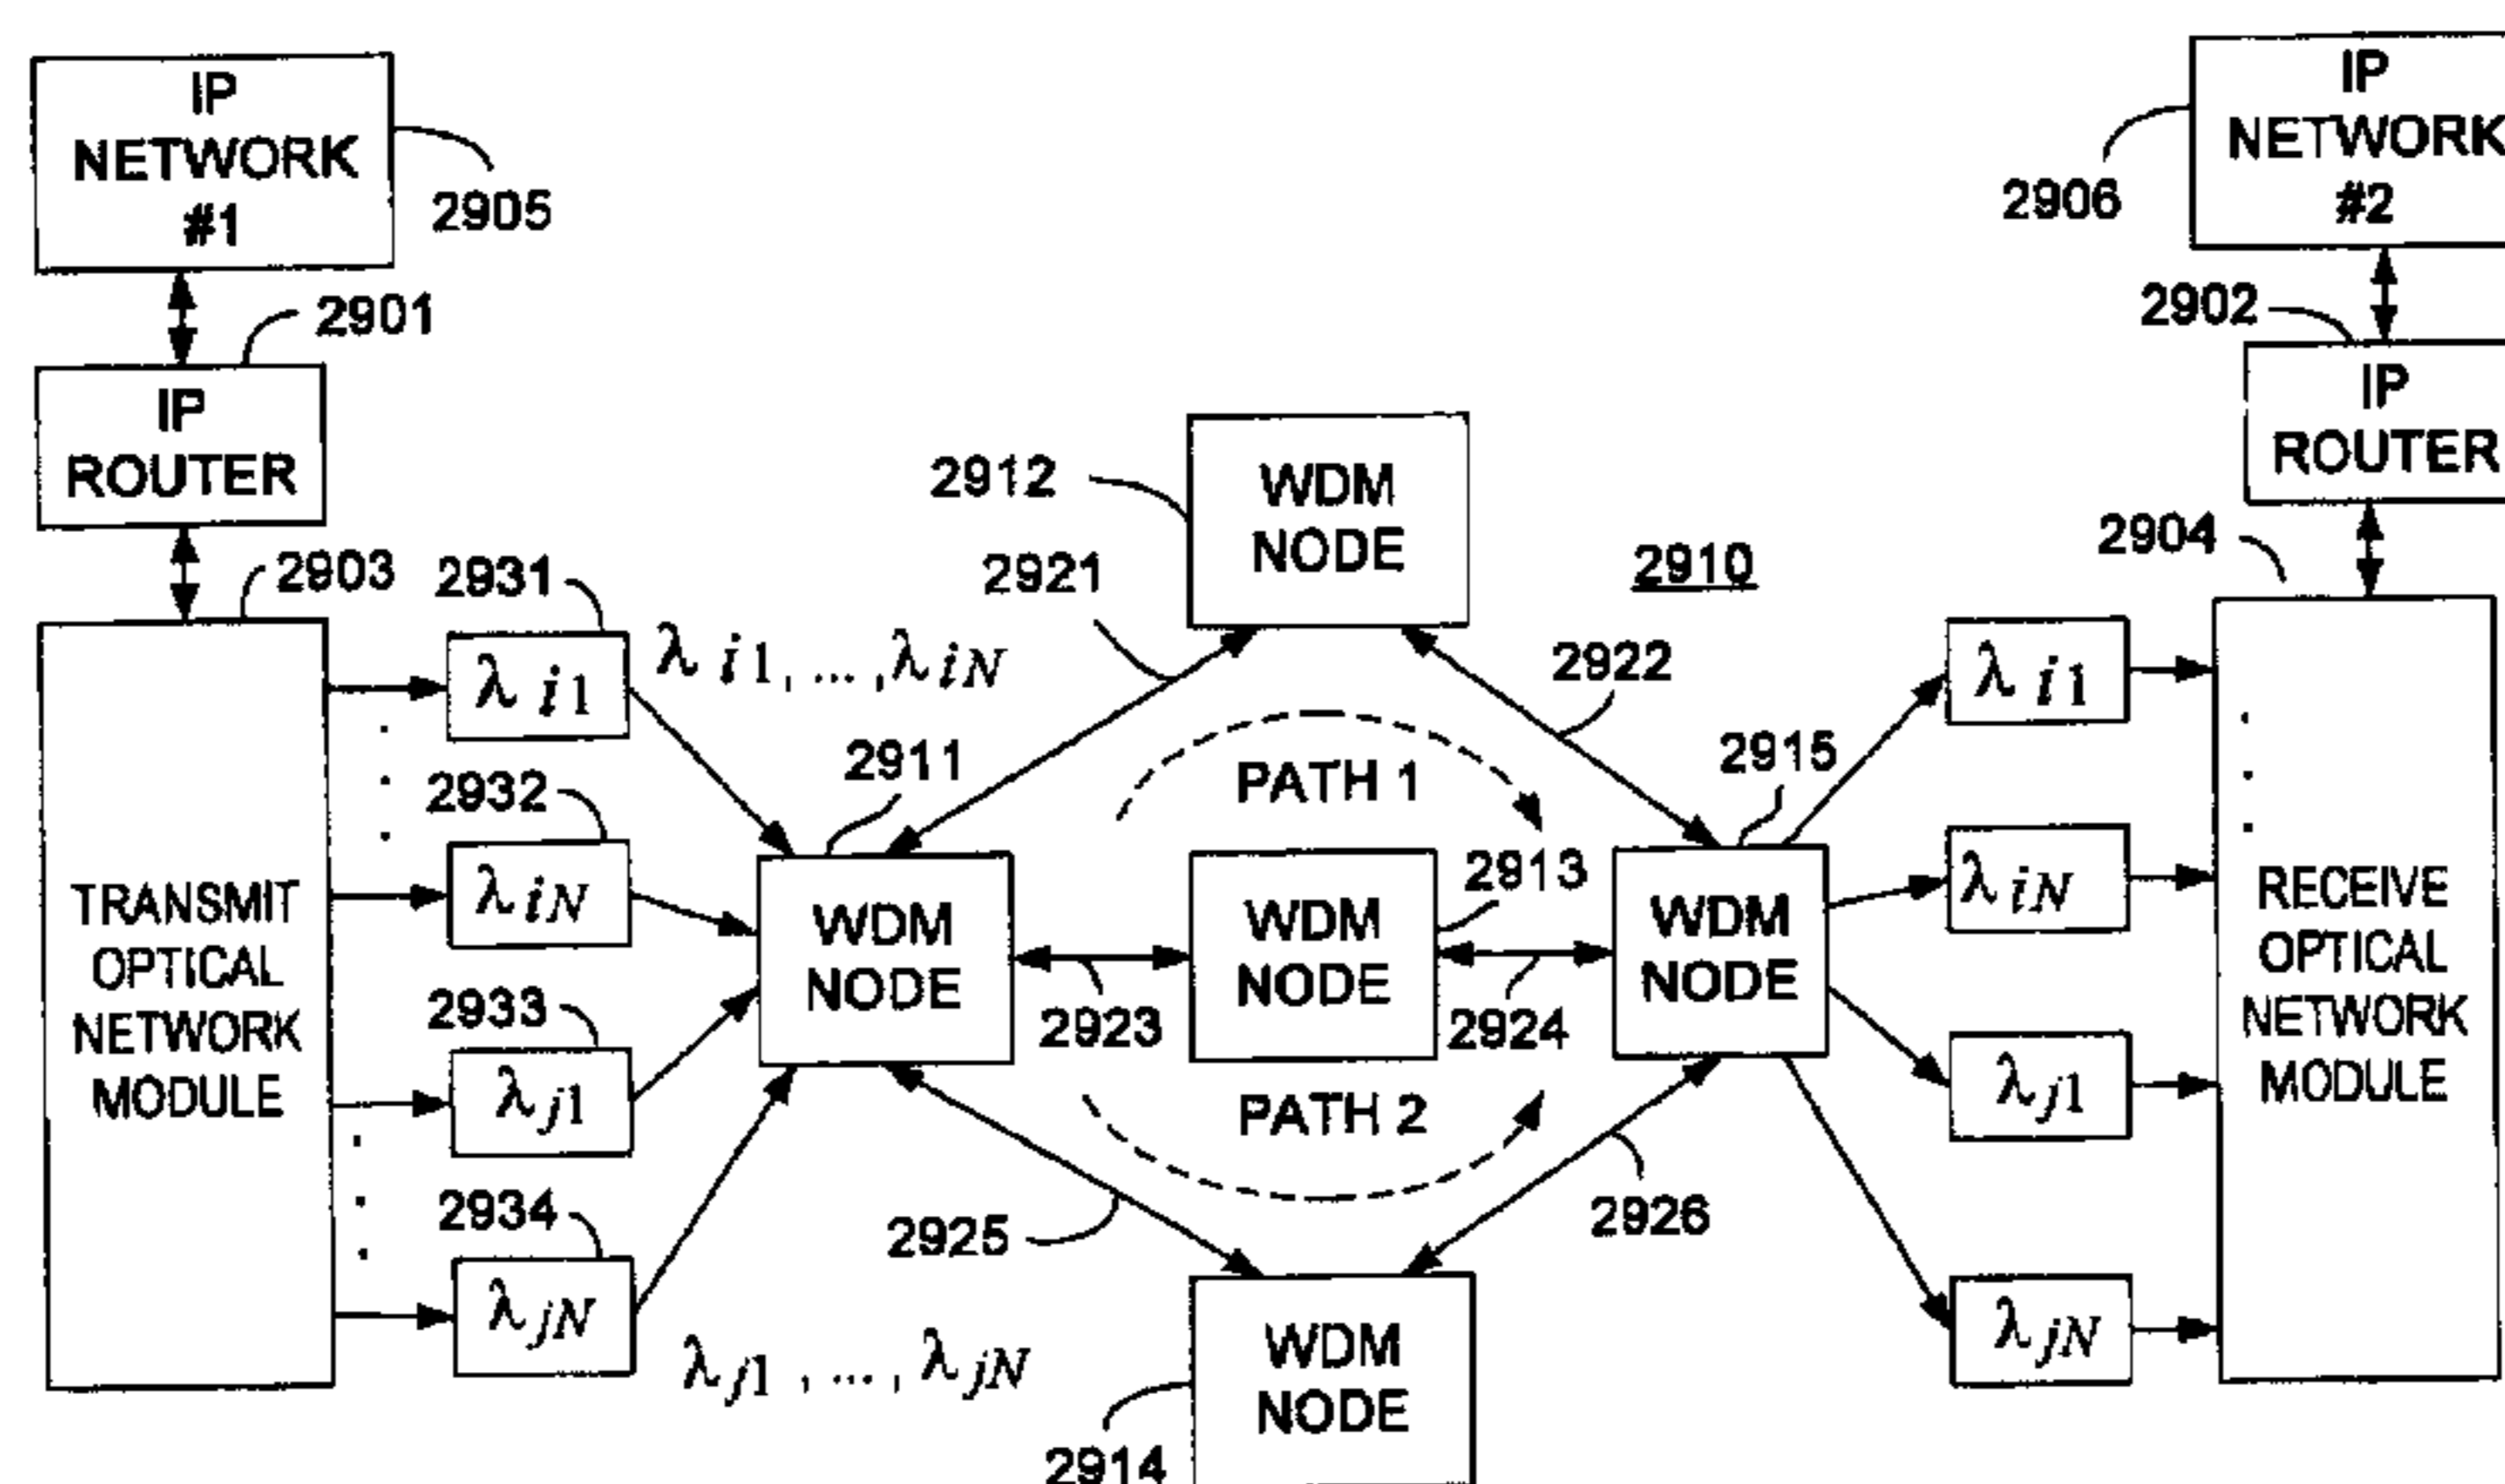 IP
NETWORK
#1
2905
2901
IP
ROUTER
2903
TRANSMIT
OPTICAL
NETWORK
MODULE
2931
λ i1
2932
λ iN
2933
λ j1
2934
λ jN
λ i1, ..., λ iN
λ j1, ..., λ jN
2911
WDM
NODE
2912
WDM
NODE
2921
2922
2910
PATH 1
2913
WDM
NODE
2923
2924
PATH 2
2925
2926
WDM
NODE
2914
2915
WDM
NODE
λ i1
λ iN
λ j1
λ jN
IP
NETWORK
#2
2906
2902
IP
ROUTER
2904
RECEIVE
OPTICAL
NETWORK
MODULE